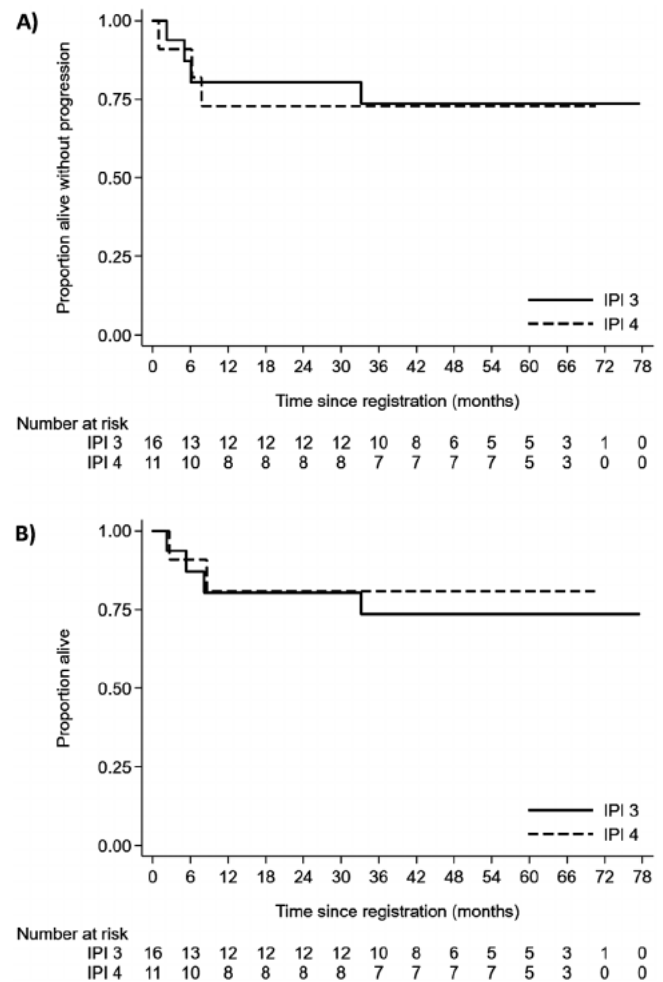 A)
1.00
0.75
0.50
0.25
0.00
Proportion alive without progression
IPI 3
IPI 4
0 6 12 18 24 30 36 42 48 54 60 66 72 78
Time since registration (months)
Number at risk
IPI 3 16 13 12 12 12 12 10 8 6 5 5 3 1 0
IPI 4 11 10 8 8 8 8 7 7 7 7 5 3 0 0
B)
1.00
0.75
0.50
0.25
0.00
Proportion alive
IPI 3
IPI 4
0 6 12 18 24 30 36 42 48 54 60 66 72 78
Time since registration (months)
Number at risk
IPI 3 16 13 12 12 12 12 10 8 6 5 5 3 1 0
IPI 4 11 10 8 8 8 8 7 7 7 7 5 3 0 0